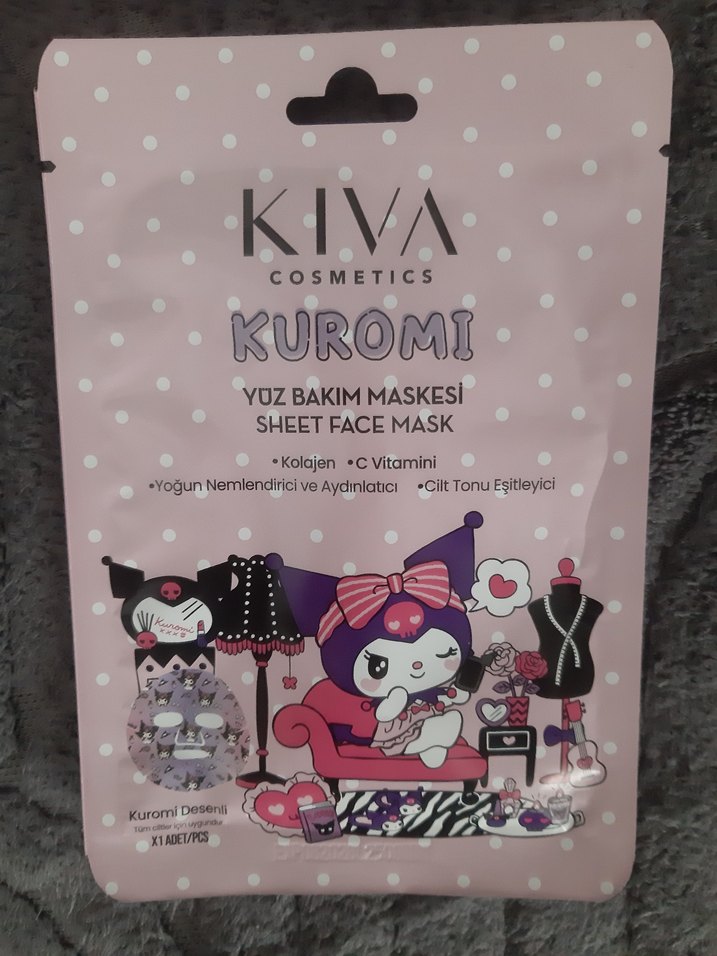 KIVA
COSMETICS
KUROMI
YÜZ BAKIM MASKESİ
SHEET FACE MASK
•Kolajen •C Vitamini
•Yoğun Nemlendirici ve Aydınlatıcı •Cilt Tonu Eşitleyici
Kuromi
xxx
Kuromi Desenli
Tüm ciltler için uygundur
X1 ADET/PCS